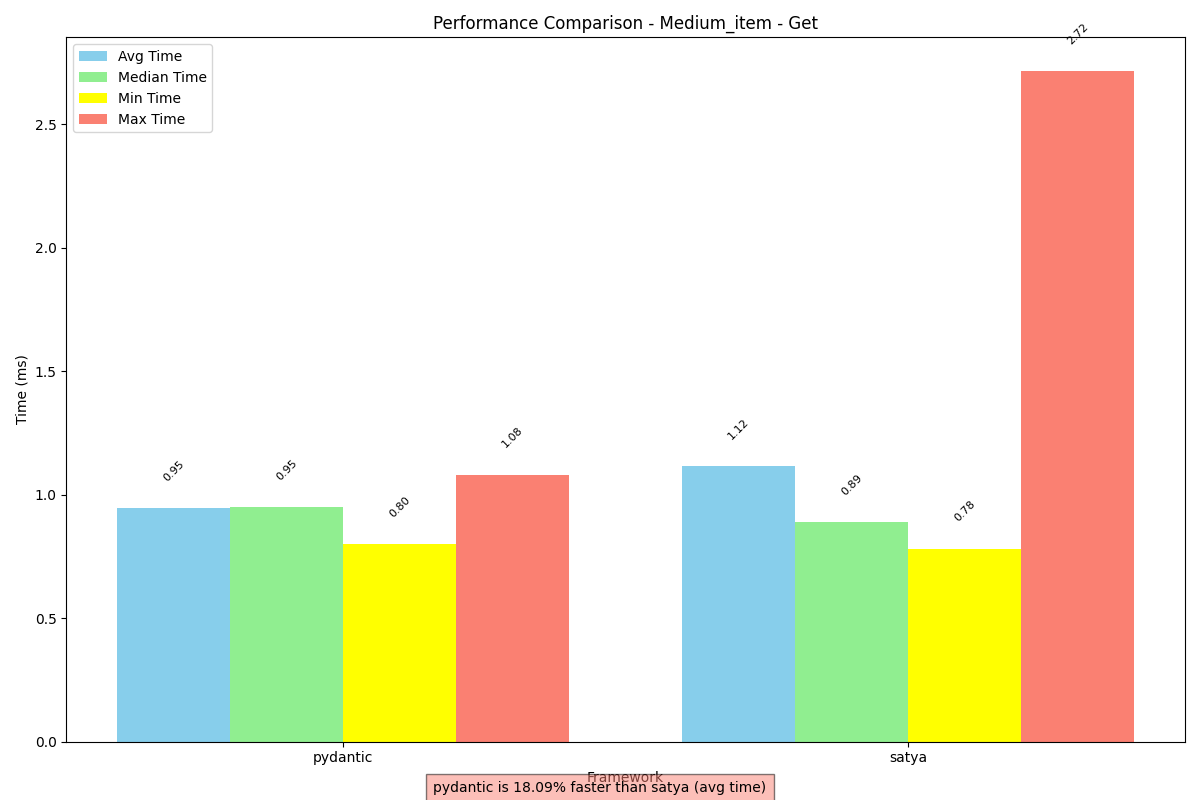 Performance Comparison - Medium_item - Get
Avg Time
Median Time
Min Time
Max Time
Time (ms)
2.5
2.0
1.5
1.0
0.5
0.0
0.95
0.95
0.80
1.08
1.12
0.89
0.78
2.72
pydantic
satya
Framework
pydantic is 18.09% faster than satya (avg time)